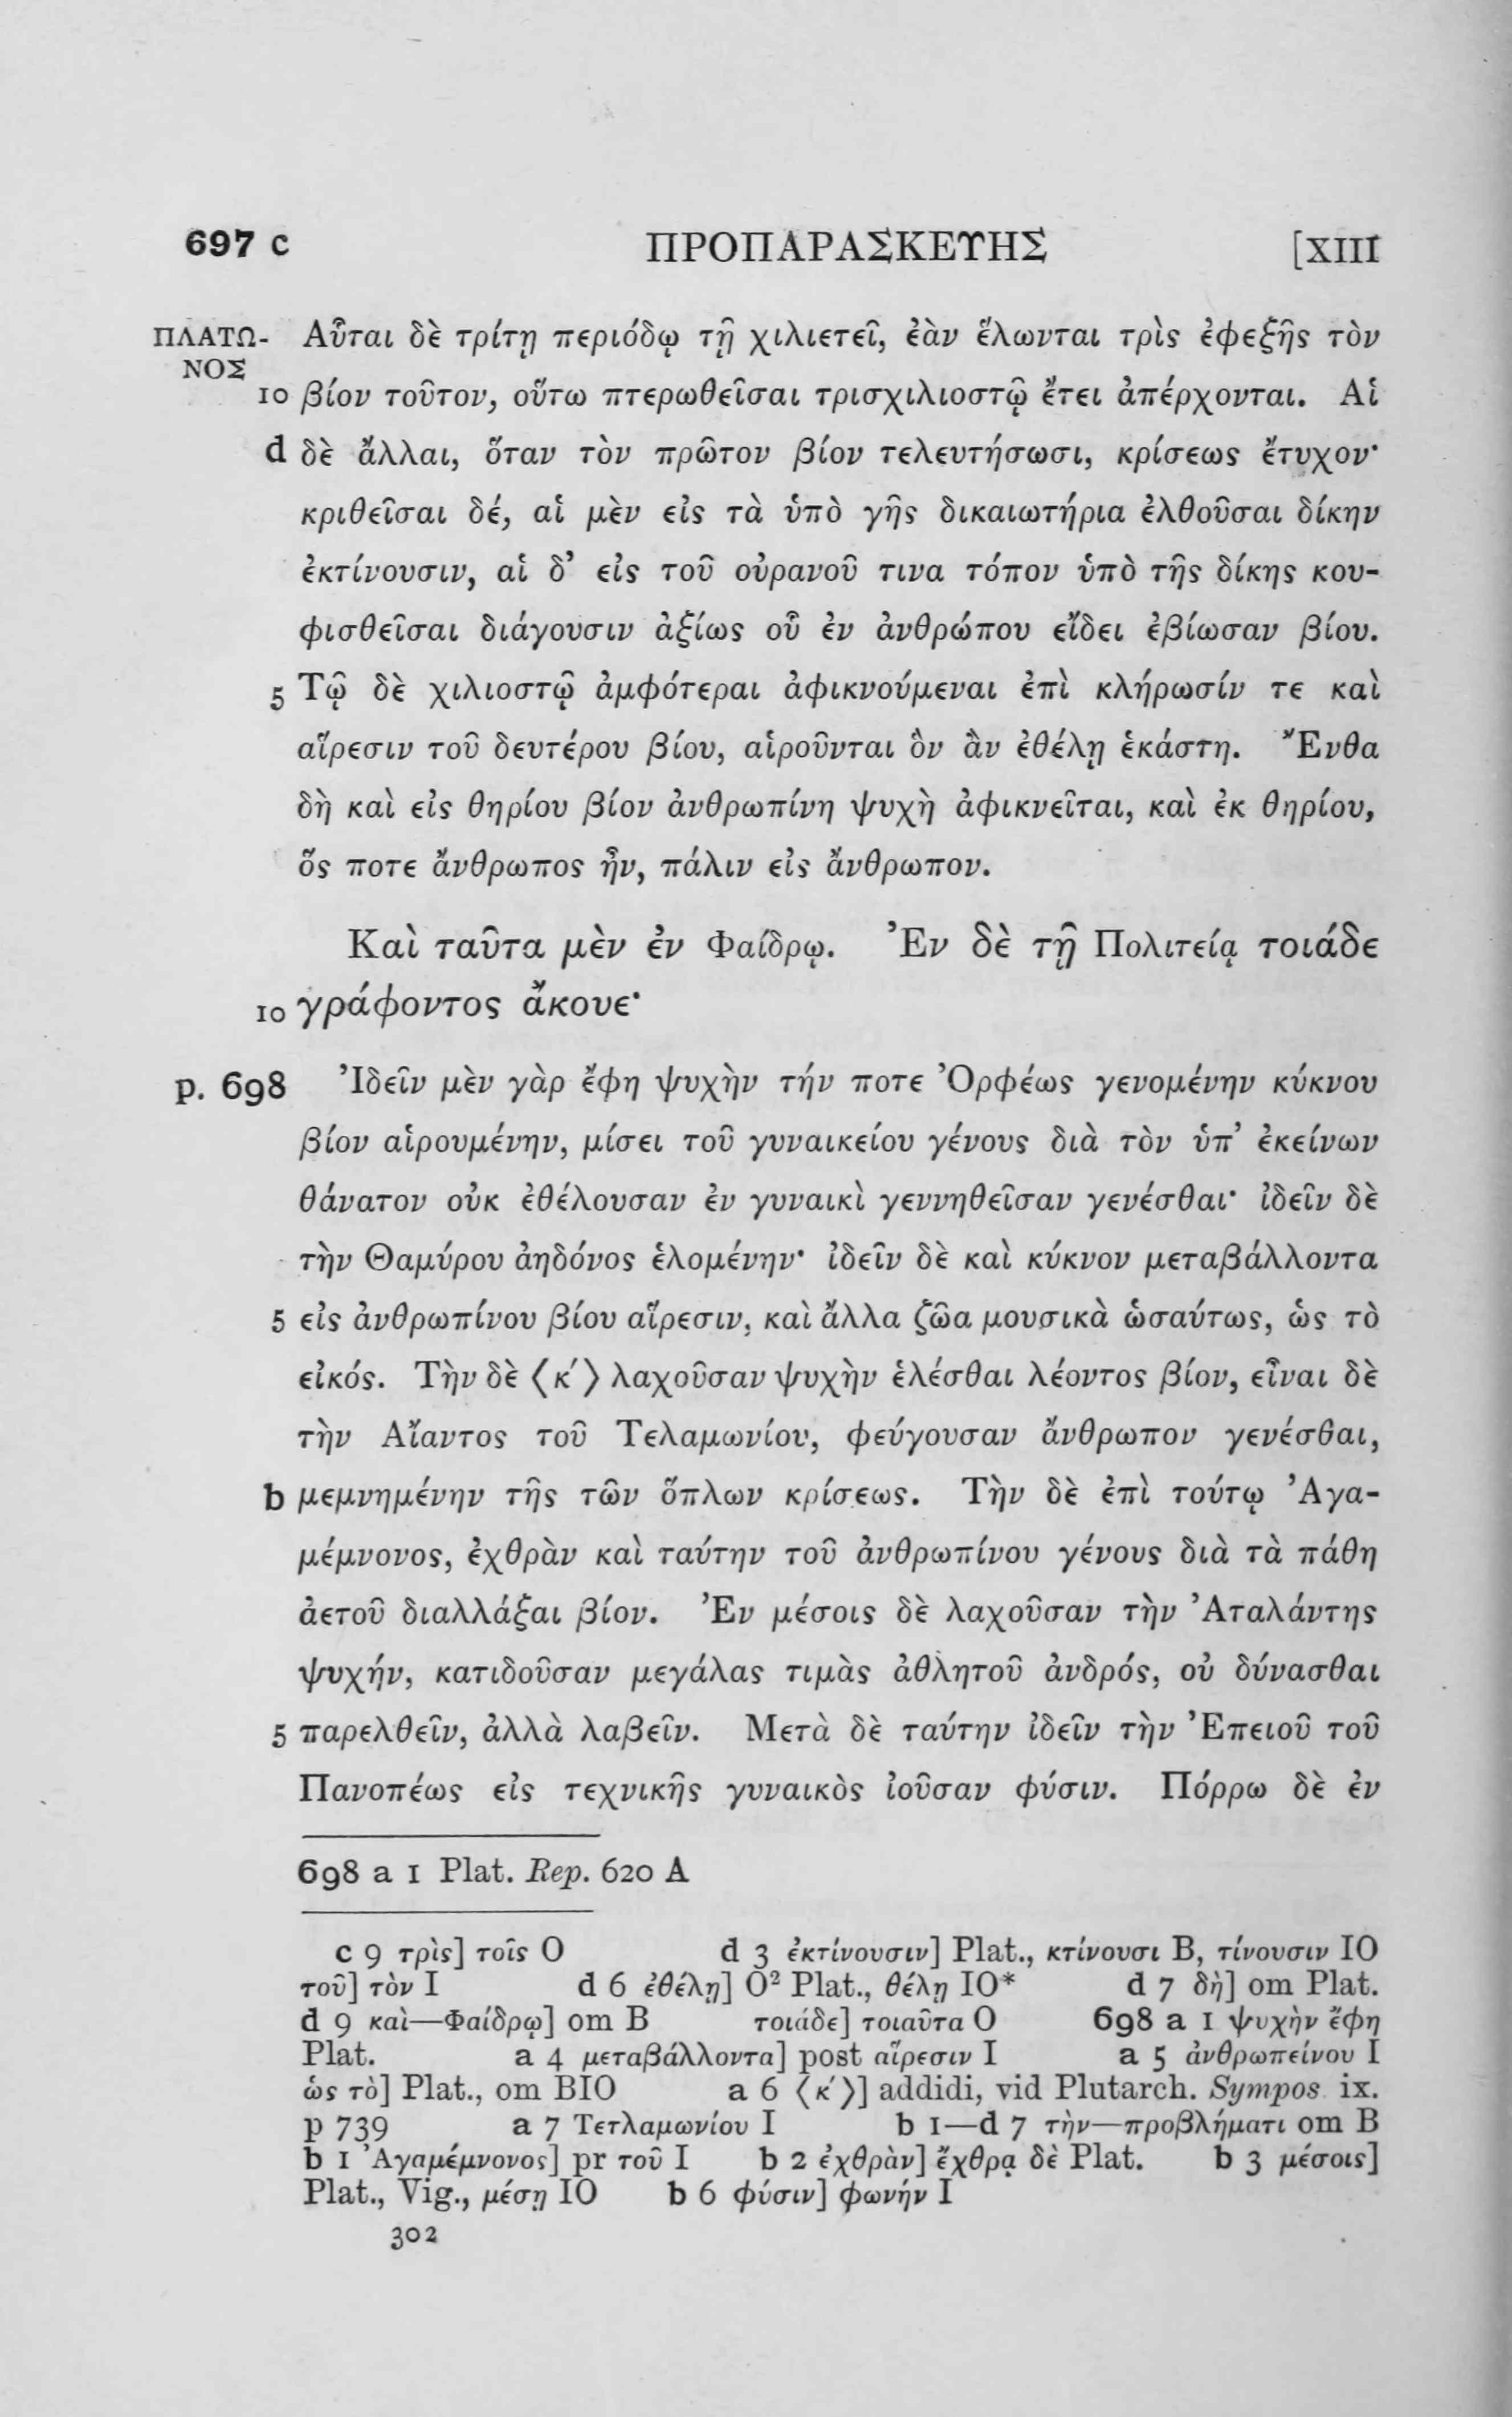 697 c ΠΡΟΠΑΡΑΣΚΕΥΗΣ [XIII
ΠΛΑΤΩ- Αὗται δὲ τρίτῃ περιόδῳ τῇ χιλιετεῖ, ἐὰν ἕλωνται τρὶς ἐφεξῆς τὸν
ΝΟΣ
10 βίον τοῦτον, οὕτω πτερωθεῖσαι τρισχιλιοστῷ ἔτει ἀπέρχονται. Αἱ
d δὲ ἄλλαι, ὅταν τὸν πρῶτον βίον τελευτήσωσι, κρίσεως ἔτυχον·
κριθεῖσαι δέ, αἱ μὲν εἰς τὰ ὑπὸ γῆς δικαιωτήρια ἐλθοῦσαι δίκην
ἐκτίνουσιν, αἱ δ’ εἰς τοῦ οὐρανοῦ τινα τόπον ὑπὸ τῆς δίκης κου-
φισθεῖσαι διάγουσιν ἀξίως οὗ ἐν ἀνθρώπου εἴδει ἐβίωσαν βίου.
5 Τῷ δὲ χιλιοστῷ ἀμφότεραι ἀφικνούμεναι ἐπὶ κλήρωσίν τε καὶ
αἵρεσιν τοῦ δευτέρου βίου, αἱροῦνται ὃν ἂν ἐθέλῃ ἑκάστη. Ἔνθα
δὴ καὶ εἰς θηρίου βίον ἀνθρωπίνη ψυχὴ ἀφικνεῖται, καὶ ἐκ θηρίου,
ὅς ποτε ἄνθρωπος ἦν, πάλιν εἰς ἄνθρωπον.
Καὶ ταῦτα μὲν ἐν Φαίδρῳ. Ἐν δὲ τῇ Πολιτείᾳ τοιάδε
10 γράφοντος ἄκουε·
p. 698 Ἰδεῖν μὲν γὰρ ἔφη ψυχὴν τήν ποτε Ὀρφέως γενομένην κύκνου
βίον αἱρουμένην, μίσει τοῦ γυναικείου γένους διὰ τὸν ὑπ’ ἐκείνων
θάνατον οὐκ ἐθέλουσαν ἐν γυναικὶ γεννηθεῖσαν γενέσθαι· ἰδεῖν δὲ
τὴν Θαμύρου ἀηδόνος ἑλομένην· ἰδεῖν δὲ καὶ κύκνον μεταβάλλοντα
5 εἰς ἀνθρωπίνου βίου αἵρεσιν, καὶ ἄλλα ζῶα μουσικὰ ὡσαύτως, ὡς τὸ
εἰκός. Τὴν δὲ ⟨κ′⟩ λαχοῦσαν ψυχὴν ἑλέσθαι λέοντος βίον, εἶναι δὲ
τὴν Αἴαντος τοῦ Τελαμωνίου, φεύγουσαν ἄνθρωπον γενέσθαι,
b μεμνημένην τῆς τῶν ὅπλων κρίσεως. Τὴν δὲ ἐπὶ τούτῳ Ἀγα-
μέμνονος, ἐχθρὰν καὶ ταύτην τοῦ ἀνθρωπίνου γένους διὰ τὰ πάθη
ἀετοῦ διαλλάξαι βίον. Ἐν μέσοις δὲ λαχοῦσαν τὴν Ἀταλάντης
ψυχήν, κατιδοῦσαν μεγάλας τιμὰς ἀθλητοῦ ἀνδρός, οὐ δύνασθαι
5 παρελθεῖν, ἀλλὰ λαβεῖν. Μετὰ δὲ ταύτην ἰδεῖν τὴν Ἐπειοῦ τοῦ
Πανοπέως εἰς τεχνικῆς γυναικὸς ἰοῦσαν φύσιν. Πόρρω δὲ ἐν
698 a 1 Plat. Rep. 620 A
c 9 τρὶς] τοῖς O d 3 ἐκτίνουσιν] Plat., κτίνουσι B, τίνουσιν IO
τοῦ] τὸν I d 6 ἐθέλῃ] O² Plat., θέλῃ IO* d 7 δὴ] om Plat.
d 9 καὶ—Φαίδρῳ] om B τοιάδε] τοιαῦτα O 698 a 1 ψυχὴν ἔφη
Plat. a 4 μεταβάλλοντα] post αἵρεσιν I a 5 ἀνθρωπείνου I
ὡς τὸ] Plat., om BIO a 6 ⟨κ′⟩] addidi, vid Plutarch. Sympos. ix.
p 739 a 7 Τετλαμωνίου I b 1—d 7 τὴν—προβλήματι om B
b 1 Ἀγαμέμνονος] pr τοῦ I b 2 ἐχθρὰν] ἔχθρᾳ δὲ Plat. b 3 μέσοις]
Plat., Vig., μέσῃ IO b 6 φύσιν] φωνήν I
302